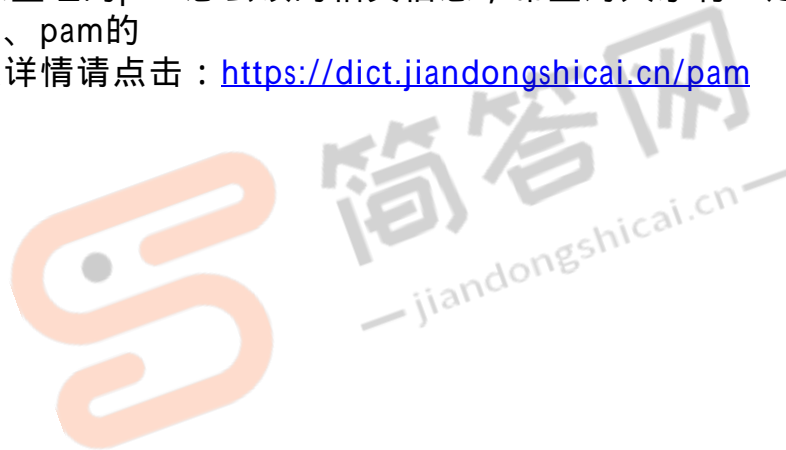 、pam的
详情请点击：https://dict.jiandongshicai.cn/pam
简答网
jiandongshicai.cn